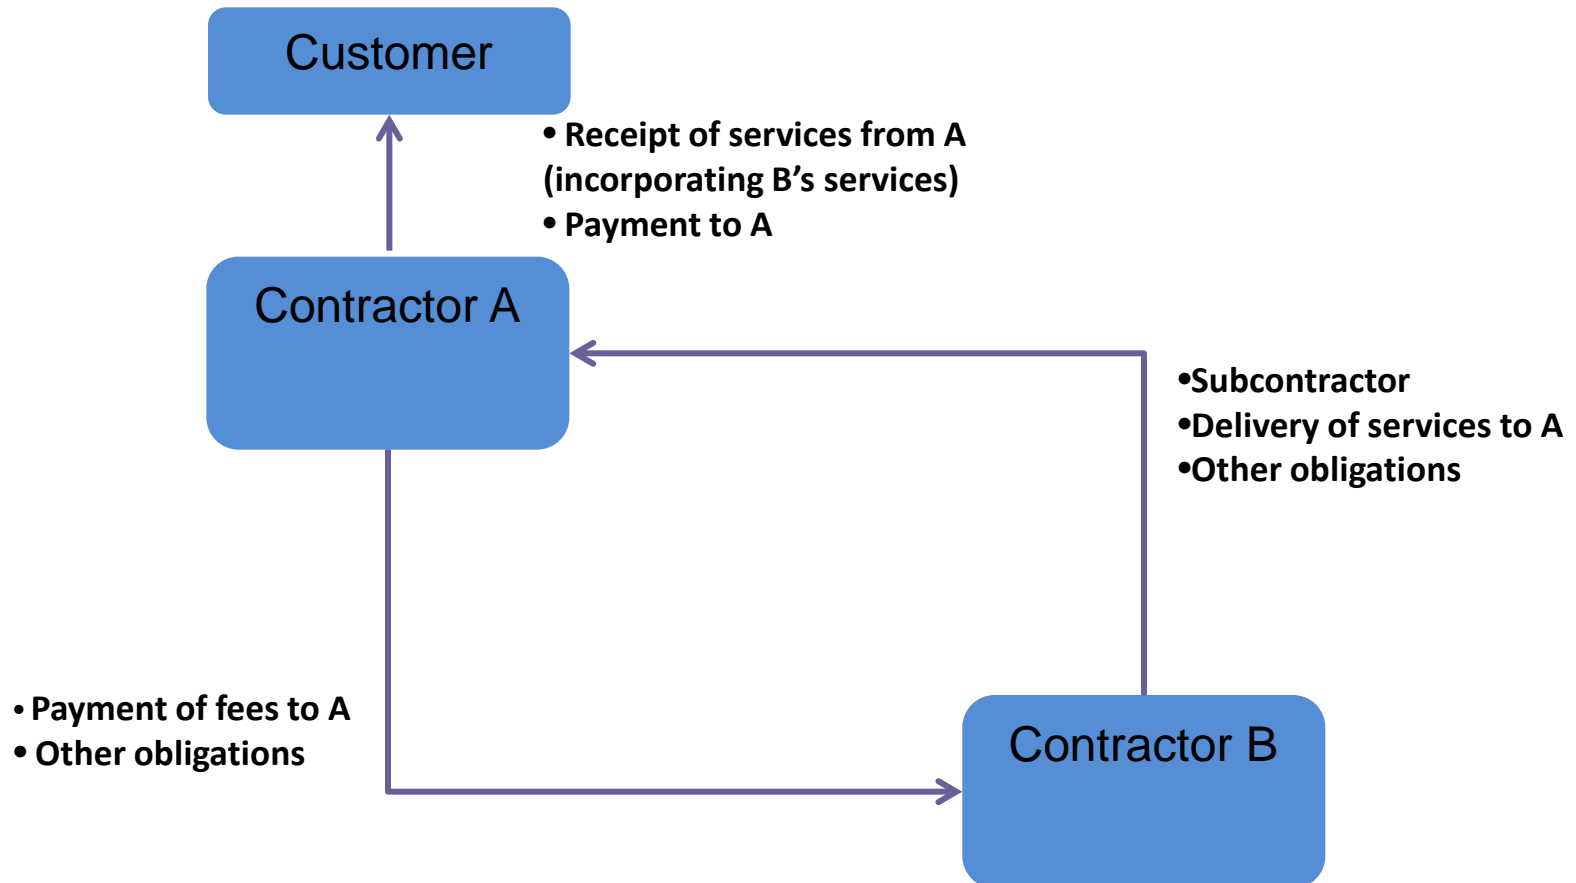 Customer
• Receipt of services from A
(incorporating B’s services)
• Payment to A
Contractor A
•Subcontractor
•Delivery of services to A
•Other obligations
• Payment of fees to A
• Other obligations
Contractor B